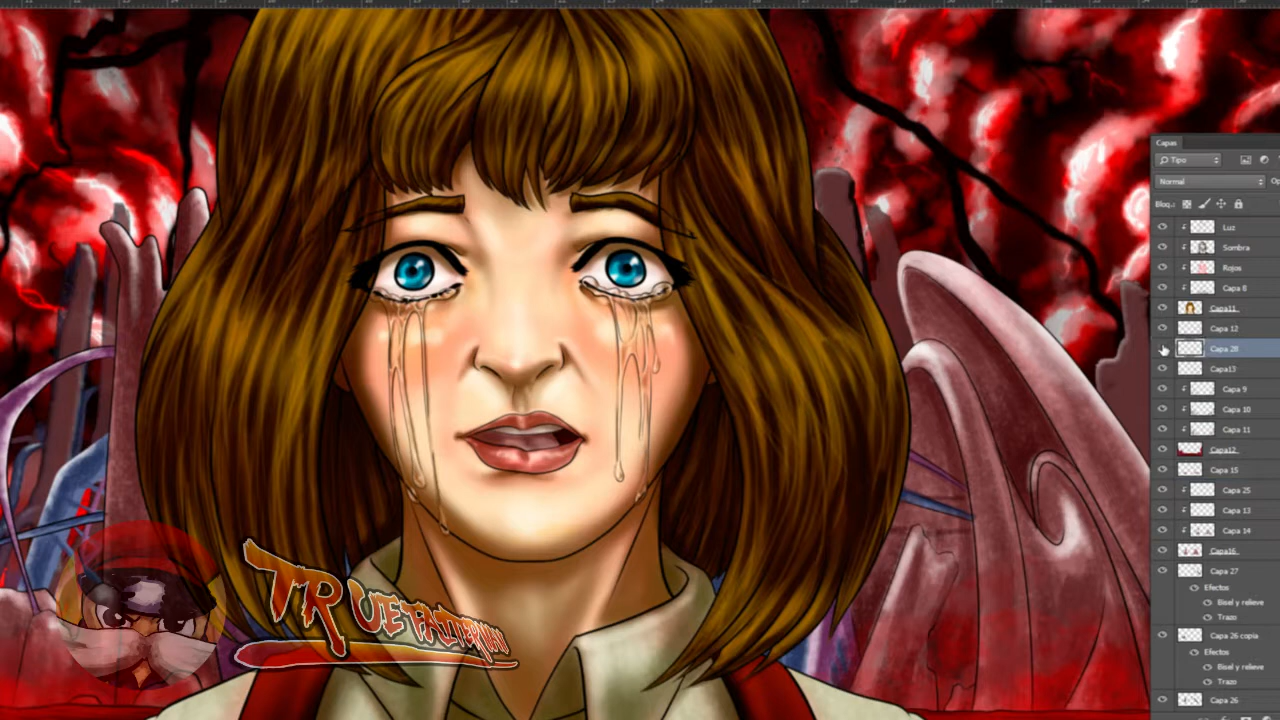 Capas
Tipo
Normal
Bloq.:
Luz
Sombra
Rojos
Capa 8
Capa11
Capa 12
Capa 28
Capa13
Capa 9
Capa 10
Capa 11
Capa12
Capa 15
Capa 25
Capa 13
Capa 14
Capa16
Capa 27
Efectos
Bisel y relieve
Trazo
Capa 26 copia
Efectos
Bisel y relieve
Trazo
Capa 26